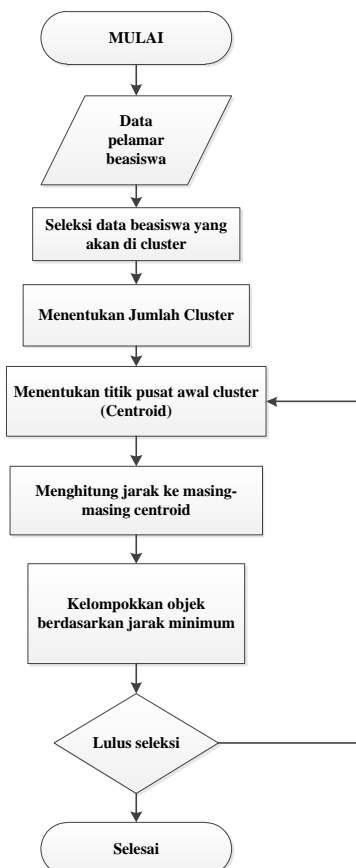 MULAI
Data
pelamar
beasiswa
Seleksi data beasiswa yang
akan di cluster
Menentukan Jumlah Cluster
Menentukan titik pusat awal cluster
(Centroid)
Menghitung jarak ke masing-
masing centroid
Kelompokkan objek
berdasarkan jarak minimum
Lulus seleksi
Selesai